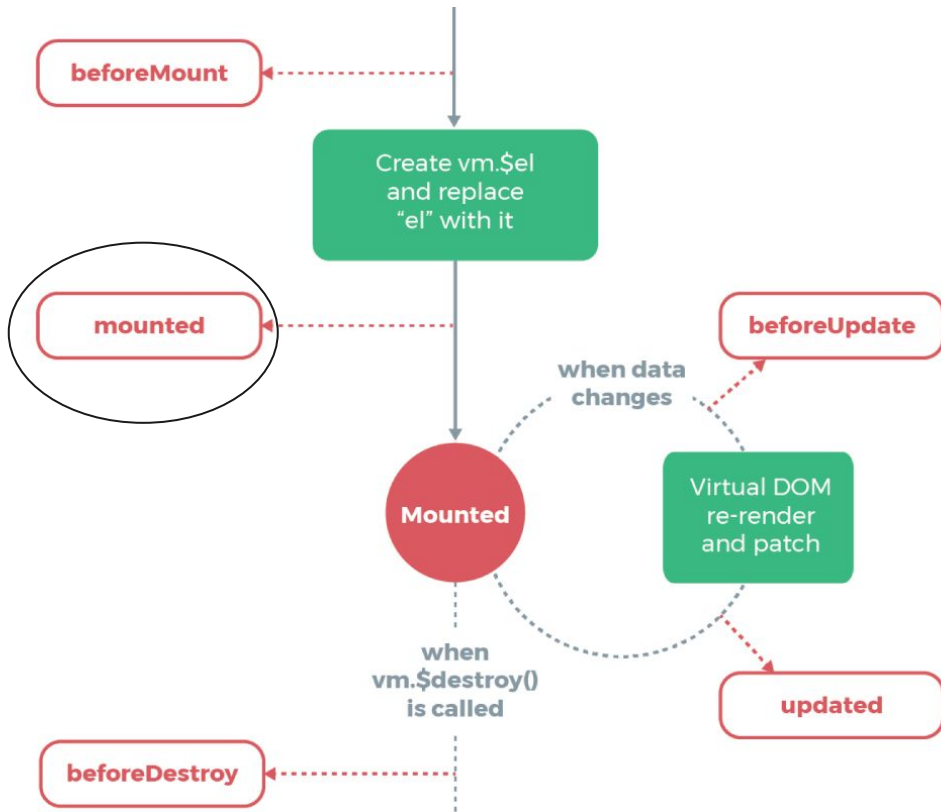 beforeMount
Create vm.$el
and replace
“el” with it
mounted
beforeUpdate
when data
changes
Mounted
Virtual DOM
re-render
and patch
when
vm.$destroy()
is called
updated
beforeDestroy